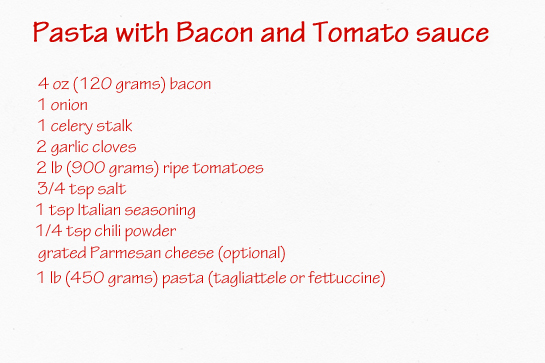 Pasta with Bacon and Tomato sauce
4 oz (120 grams) bacon
1 onion
1 celery stalk
2 garlic cloves
2 lb (900 grams) ripe tomatoes
3/4 tsp salt
1 tsp Italian seasoning
1/4 tsp chili powder
grated Parmesan cheese (optional)
1 lb (450 grams) pasta (tagliattele or fettuccine)